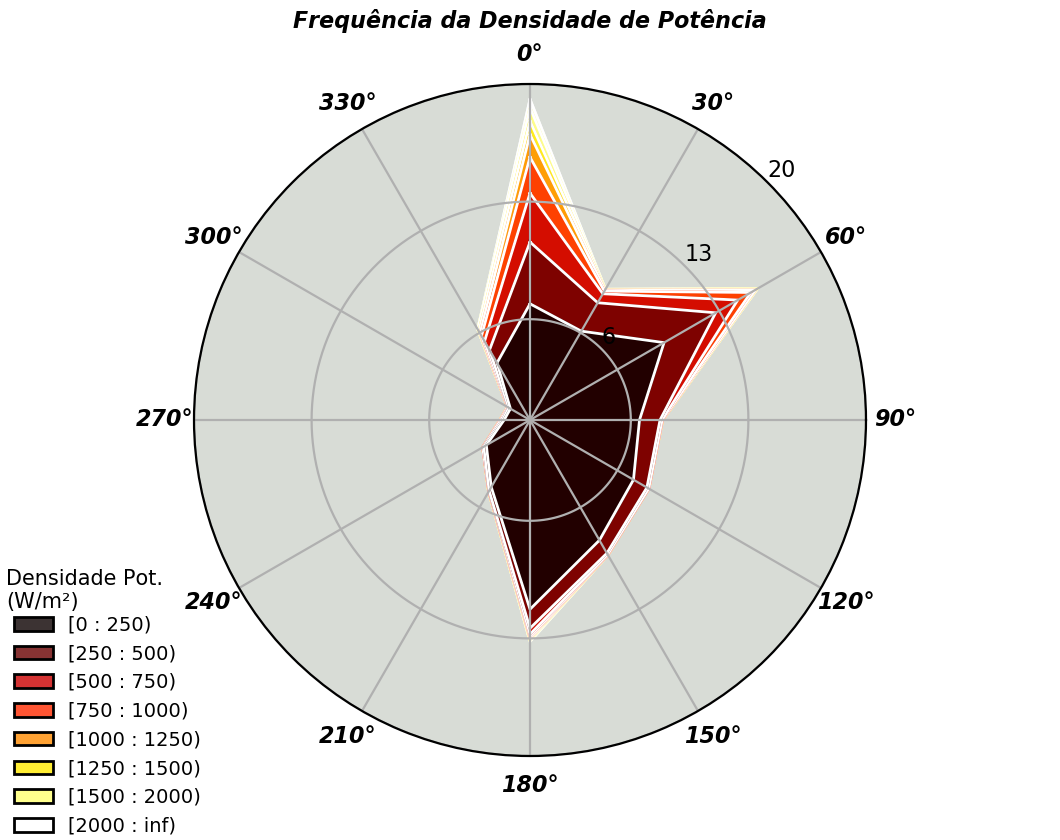 Frequência da Densidade de Potência
0°
330°
30°
20
300°
60°
13
6
270°
90°
240°
120°
210°
150°
180°
Densidade Pot.
(W/m²)
[0 : 250)
[250 : 500)
[500 : 750)
[750 : 1000)
[1000 : 1250)
[1250 : 1500)
[1500 : 2000)
[2000 : inf)